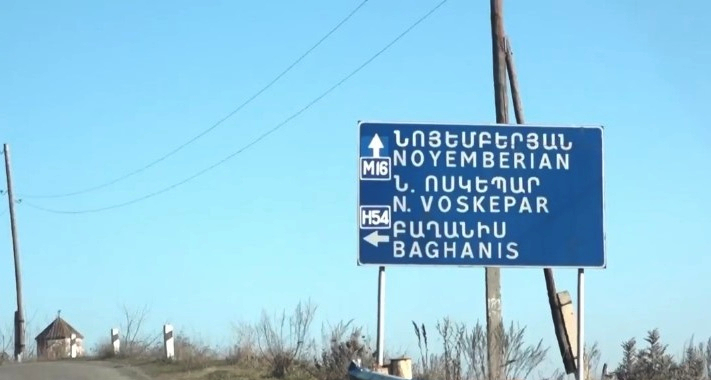 ՆՈՅԵՄԲԵՐՅԱՆ
M16 NOYEMBERIAN
Ն. ՈՍԿԵՊԱՐ
N. VOSKEPAR
H54
ԲԱՂԱՆԻՍ
BAGHANIS